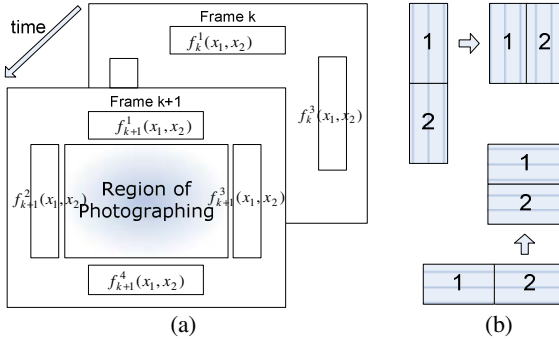 time
Frame k
f_k^1(x_1, x_2)
f_k^3(x_1, x_2)
Frame k+1
f_{k+1}^1(x_1, x_2)
f_{k+1}^2(x_1, x_2)
Region of
Photographing
f_{k+1}^3(x_1, x_2)
f_{k+1}^4(x_1, x_2)
(a)
1
2
1 2
1
2
1 2
(b)